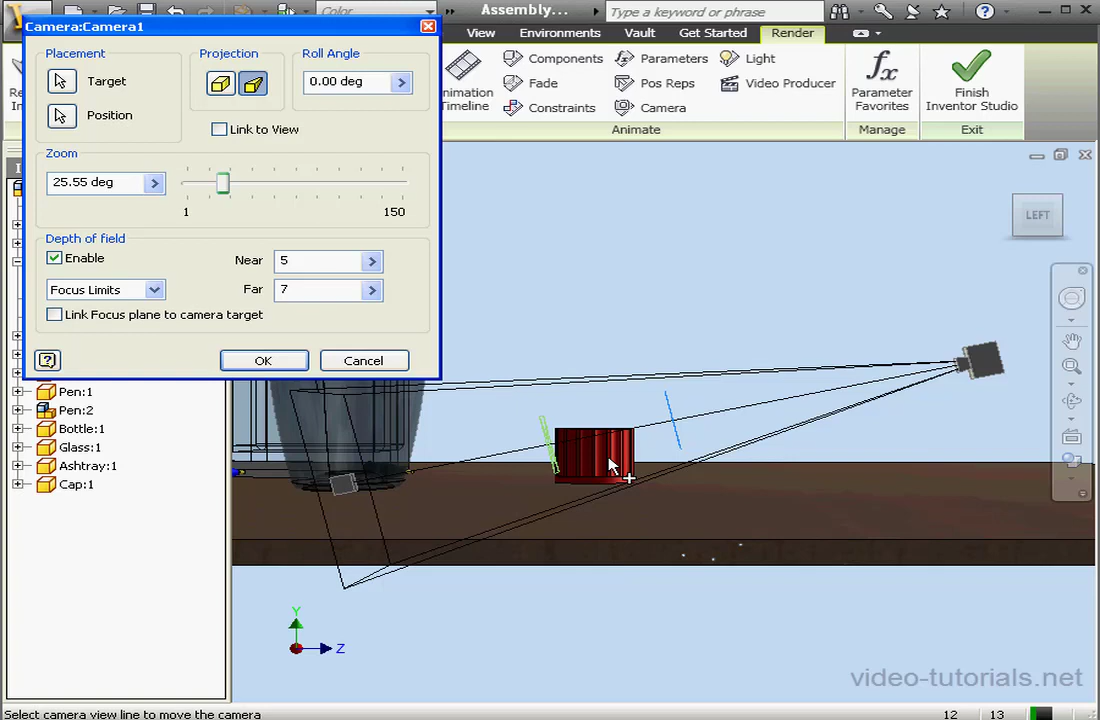 Camera:Camera1
Color
Assembly...
Type a keyword or phrase
View
Environments
Vault
Get Started
Render
Placement
Target
Position
Projection
Link to View
Roll Angle
0.00 deg
Zoom
25.55 deg
1
150
Depth of field
Enable
Near
5
Focus Limits
Far
7
Link Focus plane to camera target
OK
Cancel
Components
Fade
Constraints
Parameters
Pos Reps
Camera
Light
Video Producer
nimation
Timeline
Animate
Parameter
Favorites
Manage
Finish
Inventor Studio
Exit
LEFT
Pen:1
Pen:2
Bottle:1
Glass:1
Ashtray:1
Cap:1
Y
Z
video-tutorials.net
Select camera view line to move the camera
12
13